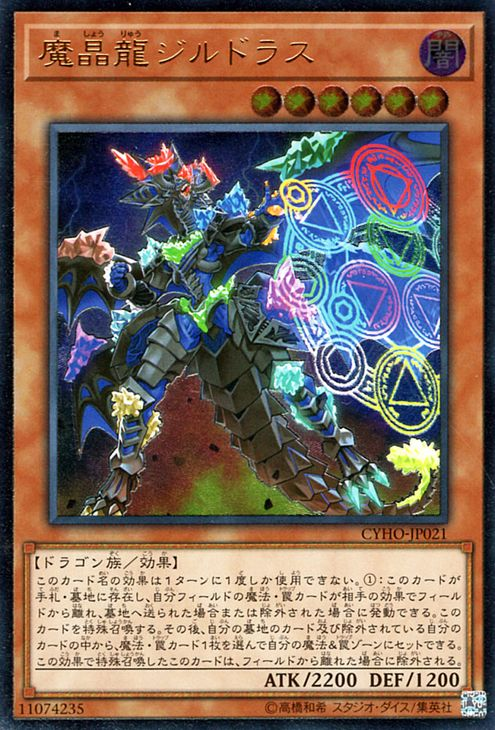 魔晶龍ジルドラス
闇
CYHO-JP021
【ドラゴン族／効果】
このカード名の効果は１ターンに１度しか使用できない。①：このカードが
手札・墓地に存在し、自分フィールドの魔法・罠カードが相手の効果でフィー
ルドから離れ、墓地へ送られた場合または除外された場合に発動できる。この
カードを特殊召喚する。その後、自分の墓地のカード及び除外されている自分の
カードの中から、魔法・罠カード１枚を選んで自分の魔法＆罠ゾーンにセットできる。
この効果で特殊召喚したこのカードは、フィールドから離れた場合に除外される。
ATK/2200 DEF/1200
11074235
©高橋和希 スタジオ・ダイス/集英社